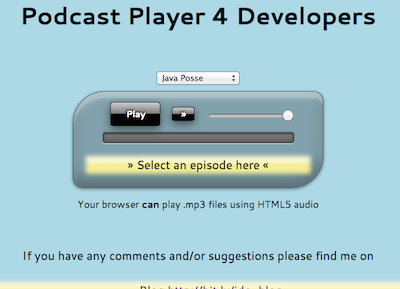 Podcast Player 4 Developers
Java Posse
Play »
» Select an episode here «
Your browser can play .mp3 files using HTML5 audio
If you have any comments and/or suggestions please find me on